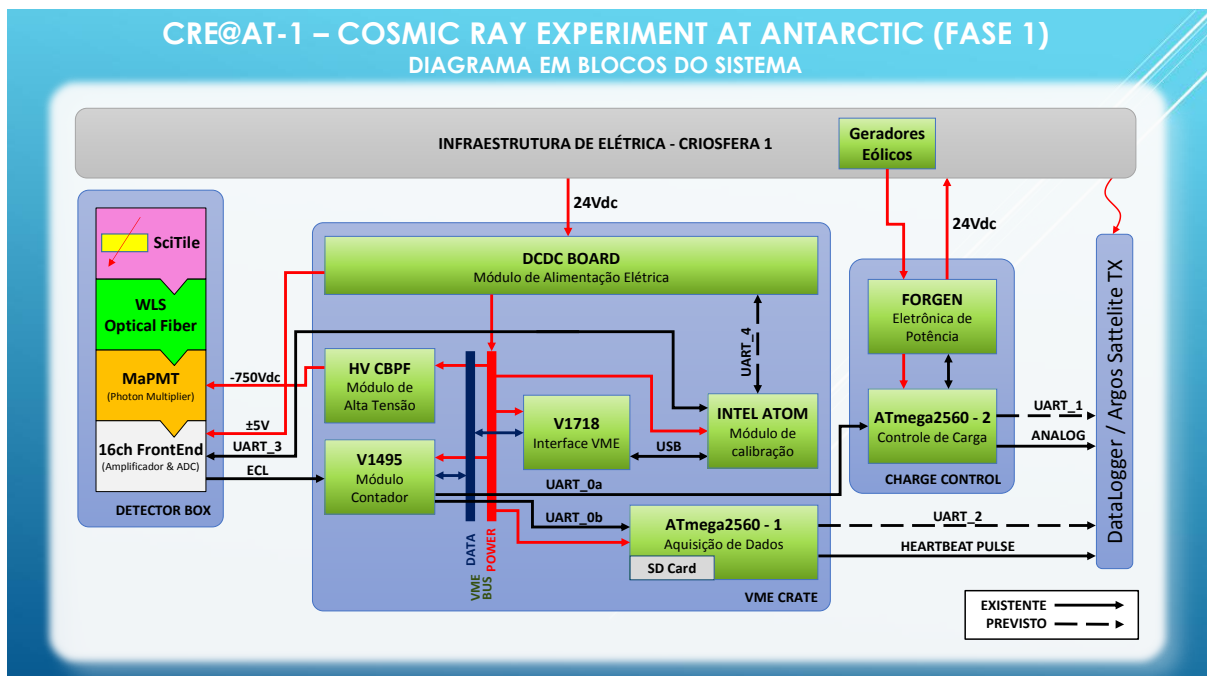 CRE@AT-1 – COSMIC RAY EXPERIMENT AT ANTARCTIC (FASE 1)
DIAGRAMA EM BLOCOS DO SISTEMA
INFRAESTRUTURA DE ELÉTRICA - CRIOSFERA 1
Geradores
Eólicos
24Vdc
24Vdc
SciTile
WLS
Optical Fiber
MaPMT
(Photon Multiplier)
16ch FrontEnd
(Amplificador & ADC)
DETECTOR BOX
-750Vdc
±5V
UART_3
ECL
DCDC BOARD
Módulo de Alimentação Elétrica
HV CBPF
Módulo de
Alta Tensão
V1495
Módulo
Contador
V1718
Interface VME
USB
UART_4
INTEL ATOM
Módulo de
calibração
UART_0a
UART_0b
VME
BUS
DATA
POWER
ATmega2560 - 1
Aquisição de Dados
SD Card
VME CRATE
FORGEN
Eletrônica de
Potência
ATmega2560 - 2
Controle de Carga
CHARGE CONTROL
UART_1
ANALOG
UART_2
HEARTBEAT PULSE
DataLogger / Argos Sattelite TX
EXISTENTE
PREVISTO